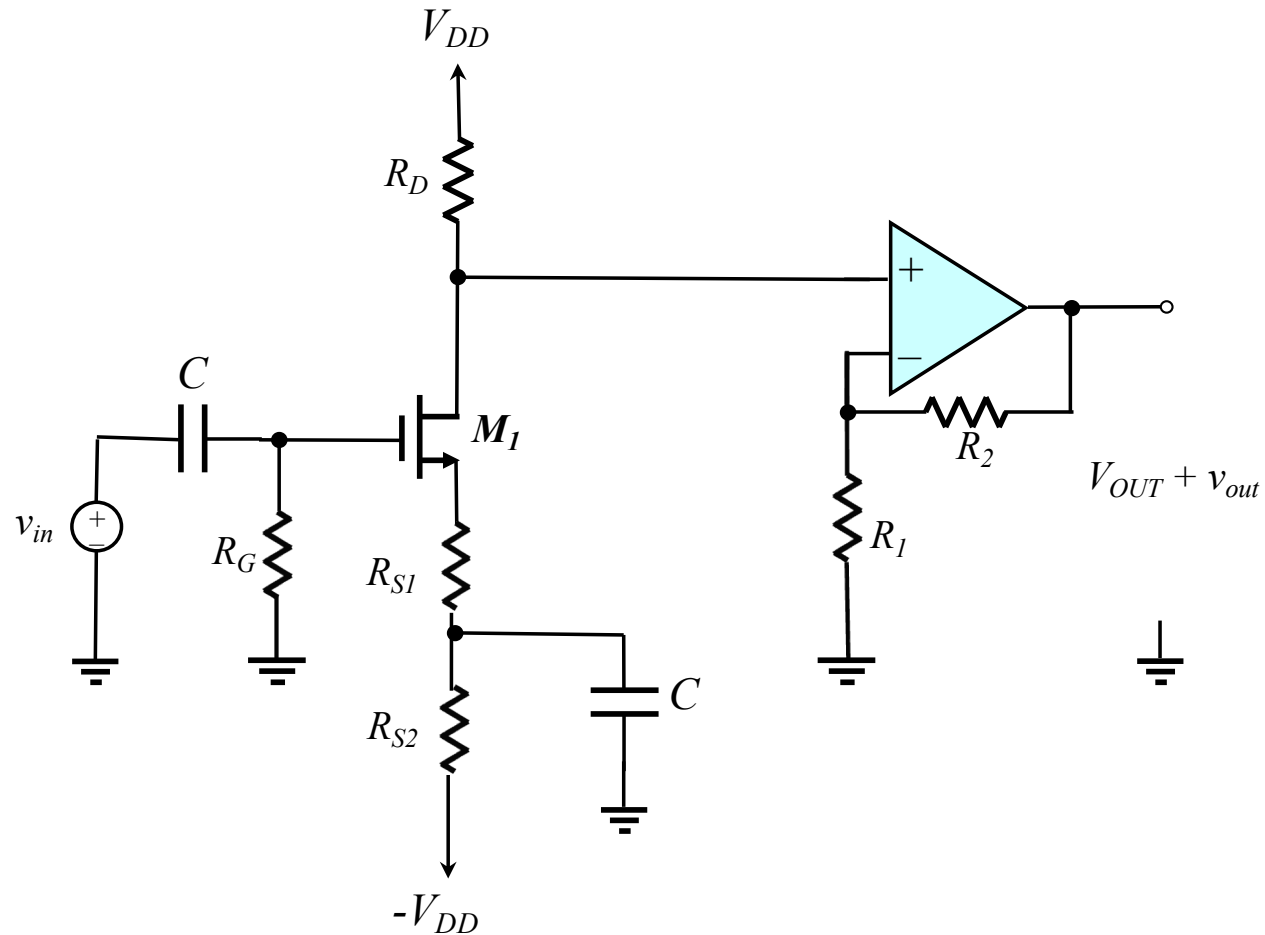 V_DD
R_D
+
C
M_1
−
R_2
V_OUT + v_out
v_in
+
−
R_G
R_S1
R_1
R_S2
C
-V_DD